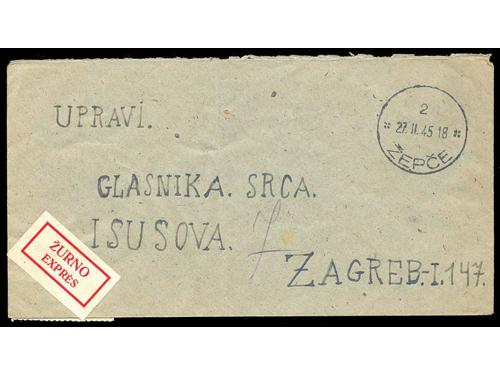 UPRAVI.
2
27. II. 45 18
ŽEPČE
GLASNIKA. SRCA.
ISUSOVA.
ZAGREB-I.147.
ŽURNO
EXPRÈS